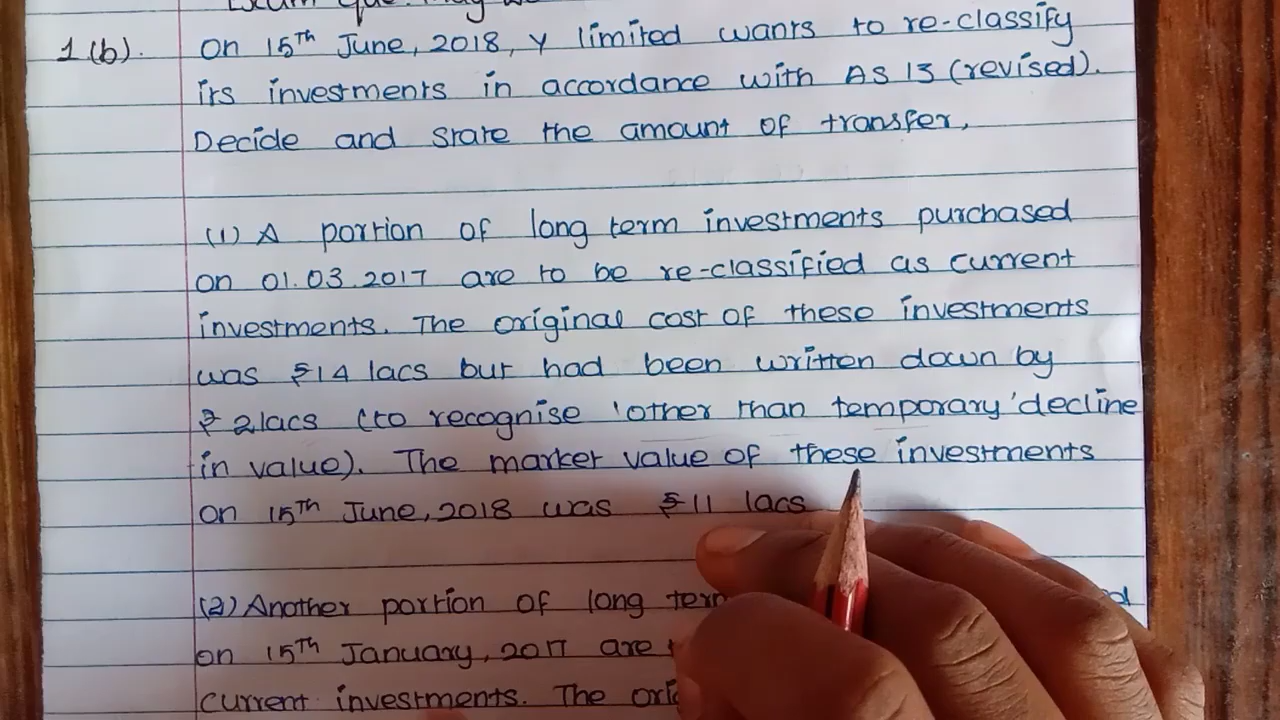 Exam que. May
1(b). On 15th June, 2018, Y limited wants to re-classify
its investments in accordance with AS 13 (revised).
Decide and state the amount of transfer,
(1) A portion of long term investments purchased
on 01.03.2017 are to be re-classified as current
investments. The original cost of these investments
was ₹14 lacs but had been written down by
₹2lacs (to recognise 'other than temporary' decline
in value). The market value of these investments
on 15th June, 2018 was ₹11 lacs
(2) Another portion of long term
on 15th January, 2017 are
current investments. The